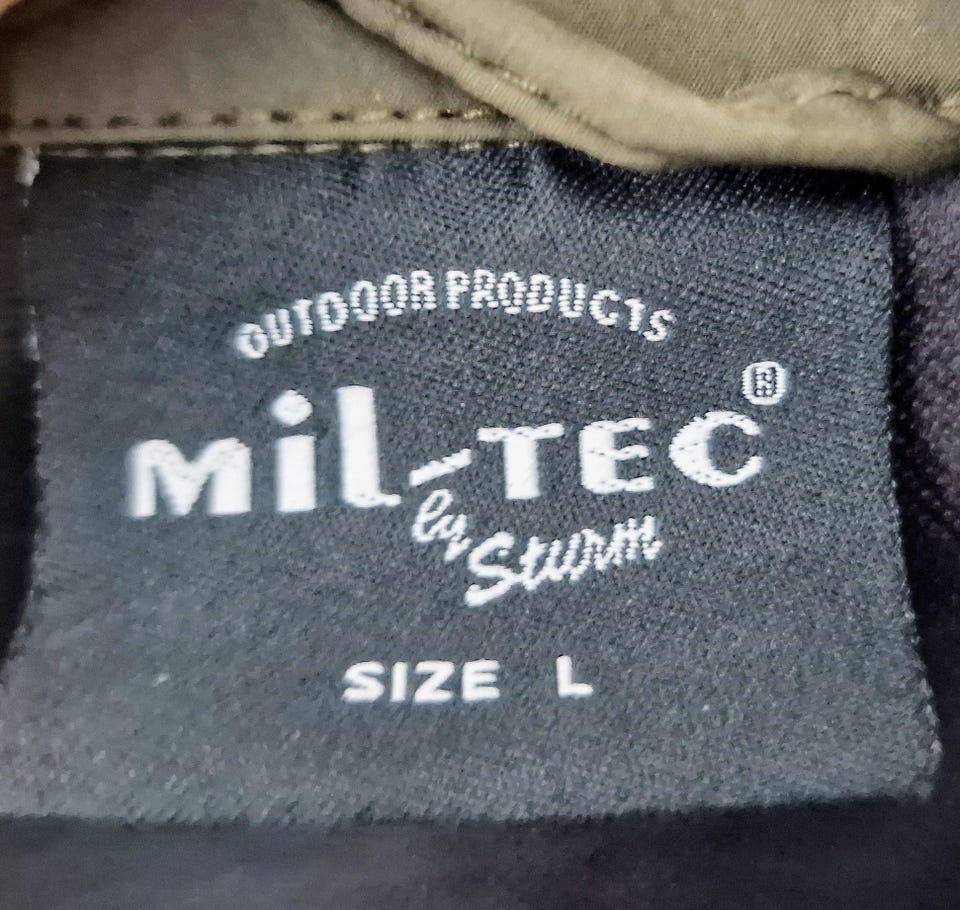 OUTDOOR PRODUCTS
Mil-TEC®
by Sturm
SIZE L